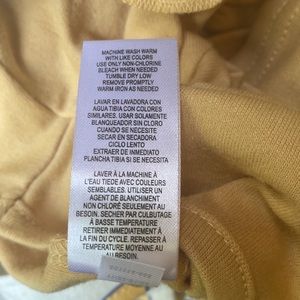 MACHINE WASH WARM
WITH LIKE COLORS
USE ONLY NON-CHLORINE
BLEACH WHEN NEEDED
TUMBLE DRY LOW
REMOVE PROMPTLY
WARM IRON AS NEEDED
LAVAR EN LAVADORA CON
AGUA TIBIA CON COLORES
SIMILARES. USAR SOLAMENTE
BLANQUEADOR SIN CLORO
CUANDO SE NECESITE
SECAR EN SECADORA
CICLO LENTO
EXTRAER DE INMEDIATO
PLANCHA TIBIA SI SE NECESITA
LAVER À LA MACHINE À
L'EAU TIEDE AVEC COULEURS
SEMBLABLES. UTILISER UN
AGENT DE BLANCHIMENT
NON CHLORÉ SEULEMENT AU
BESOIN. SECHER PAR CULBUTAGE
À BASSE TEMPERATURE
RETIRER IMMÉDIATEMENT À
LA FIN DU CYCLE. REPASSER À
TEMPERATURE MOYENNE AU
AU BESOIN.